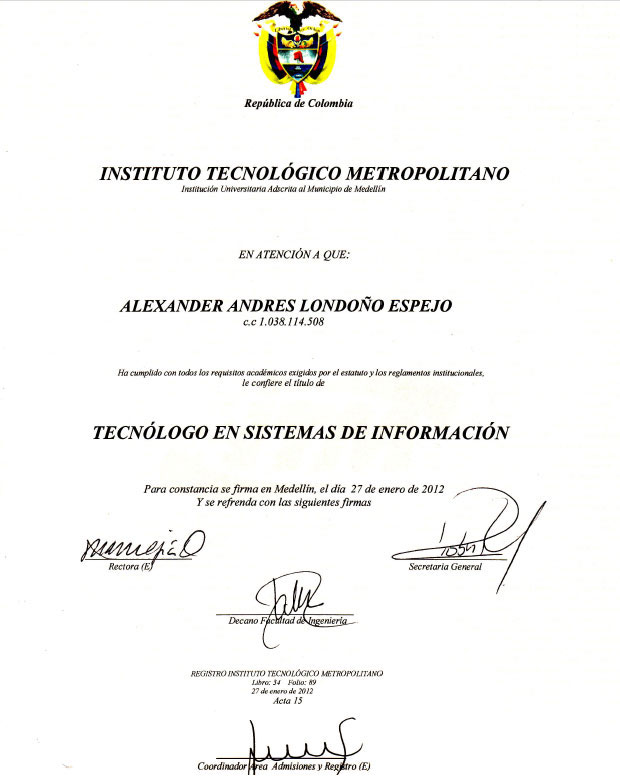 República de Colombia
INSTITUTO TECNOLÓGICO METROPOLITANO
Institución Universitaria Adscrita al Municipio de Medellín
EN ATENCIÓN A QUE:
ALEXANDER ANDRES LONDOÑO ESPEJO
c.c 1.038.114.508
Ha cumplido con todos los requisitos académicos exigidos por el estatuto y los reglamentos institucionales,
le confiere el título de
TECNÓLOGO EN SISTEMAS DE INFORMACIÓN
Para constancia se firma en Medellín, el día 27 de enero de 2012
Y se refrenda con las siguientes firmas
Rectora (E)
Secretaria General
Decano Facultad de Ingeniería
REGISTRO INSTITUTO TECNOLÓGICO METROPOLITANO
Libro: 54 Folio: 89
27 de enero de 2012
Acta 15
Coordinador Area Admisiones y Registro (E)